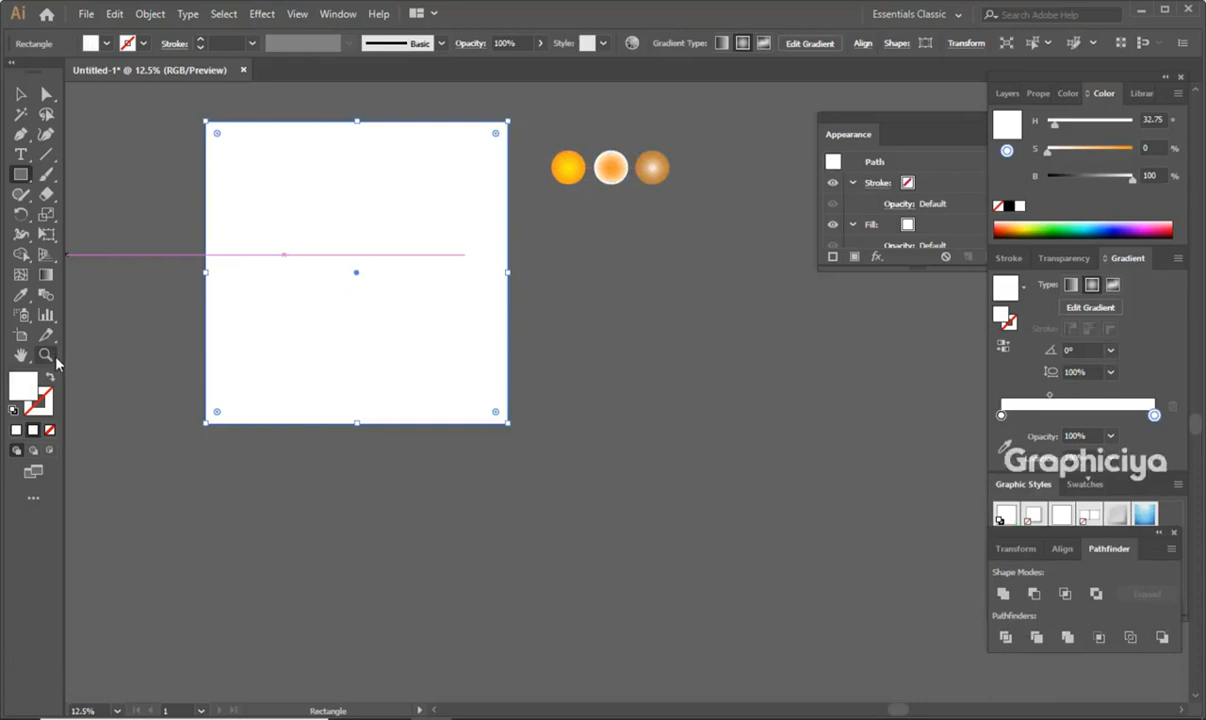 Ai File Edit Object Type Select Effect View Window Help Essentials Classic Search Adobe Help
Rectangle Stroke: Basic Opacity: 100% Style: Gradient Type: Edit Gradient Align Shape: Transform
Untitled-1* @ 12.5% (RGB/Preview)
Layers Prope Color Color Librar
H 32.75 °
S 0 %
B 100 %
Appearance
Path
Stroke:
Opacity: Default
Fill:
Opacity: Default
fx
T
Stroke Transparency Gradient
Type:
Edit Gradient
Stroke:
0°
100%
Opacity: 100%
Graphiciya
Graphic Styles Swatches
Transform Align Pathfinder
Shape Modes:
Expand
Pathfinders:
12.5% 1 Rectangle